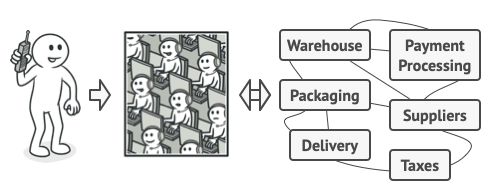 Warehouse
Payment
Processing
Packaging
Suppliers
Delivery
Taxes